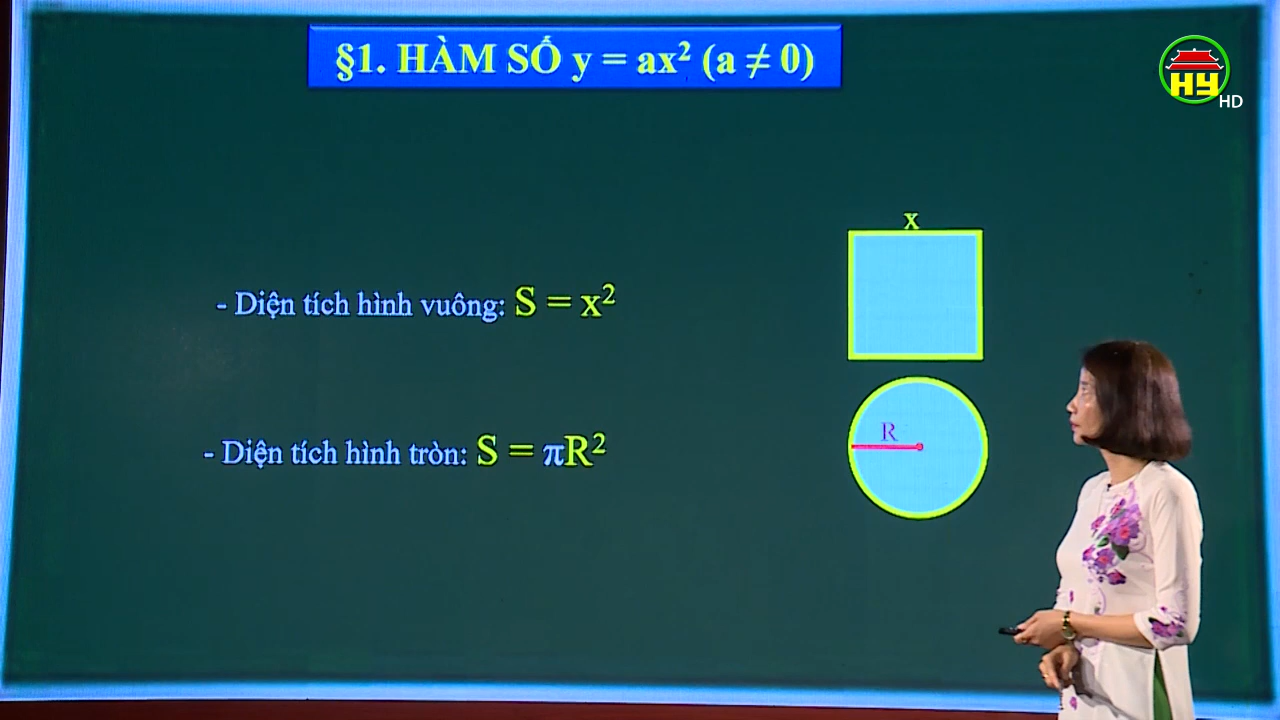 §1. HÀM SỐ y = ax² (a ≠ 0)
HY
HD
x
- Diện tích hình vuông: S = x²
R
- Diện tích hình tròn: S = πR²